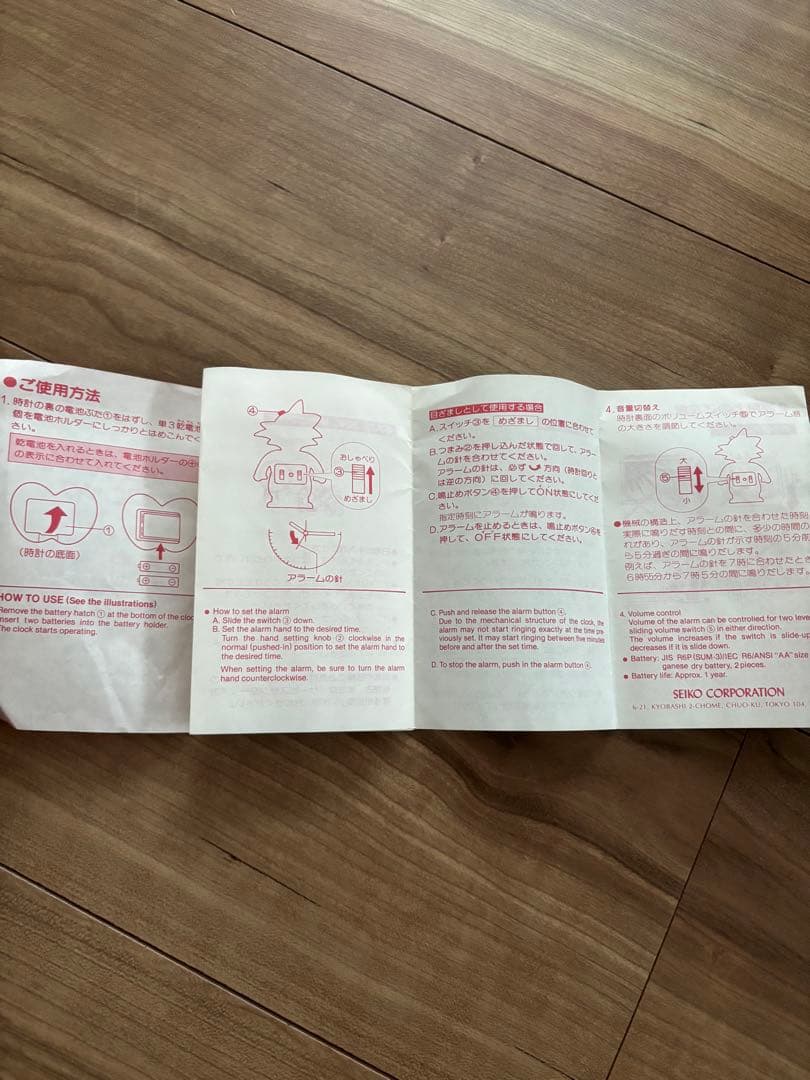 ●ご使用方法
1. 時計の裏の電池ぶた①をはずし、単3乾電池
個を電池ホルダーにしっかりとはめこんでく
さい。
乾電池を入れるときは、電池ホルダーの⊕
の表示に合わせて入れてください。
①
(時計の底面)
HOW TO USE (See the illustrations)
Remove the battery hatch ① at the bottom of the clock
insert two batteries into the battery holder.
The clock starts operating.
④
おしゃべり
③
めざまし
アラームの針
● How to set the alarm
A. Slide the switch ③ down.
B. Set the alarm hand to the desired time.
Turn the hand setting knob ② clockwise in the
normal (pushed-in) position to set the alarm hand to
the desired time.
When setting the alarm, be sure to turn the alarm
hand counterclockwise.
目ざましとして使用する場合
A. スイッチ③を めざまし の位置に合わせて
ください。
B. つまみ②を押し込んだ状態で回して、アラー
ムの針を合わせてください。
アラームの針は、必ず 方向(時計回りと
は逆の方向)に回してください。
C. 鳴止めボタン④を押してON状態にしてくだ
さい。
指定時刻にアラームが鳴ります。
D. アラームを止めるときは、鳴止めボタン④を
押して、OFF状態にしてください。
C. Push and release the alarm button ④.
Due to the mechanical structure of the clock, the
alarm may not start ringing exactly at the time pre-
viously set. It may start ringing between five minutes
before and after the set time.
D. To stop the alarm, push in the alarm button ④.
4. 音量切替え
時計裏面のボリュームスイッチ⑤でアラーム音
の大きさを調節してください。
大
⑤
小
● 機械の構造上、アラームの針を合わせた時刻
実際に鳴りだす時刻との間に、多少の時間の
れがあり、アラームの針が示す時刻の5分前
ら5分過ぎの間に鳴りだします。
例えば、アラームの針を7時に合わせたとき
6時55分から7時5分の間に鳴りだします。
4. Volume control
Volume of the alarm can be controlled for two level
sliding volume switch ⑤ in either direction.
The volume increases if the switch is slide-up
decreases if it is slide down.
● Battery: JIS R6P (SUM-3)/IEC R6/ANSI "AA" size
ganese dry battery, 2 pieces.
● Battery life: Approx. 1 year.
SEIKO CORPORATION
6-21, KYOBASHI 2-CHOME, CHUO-KU, TOKYO 104,